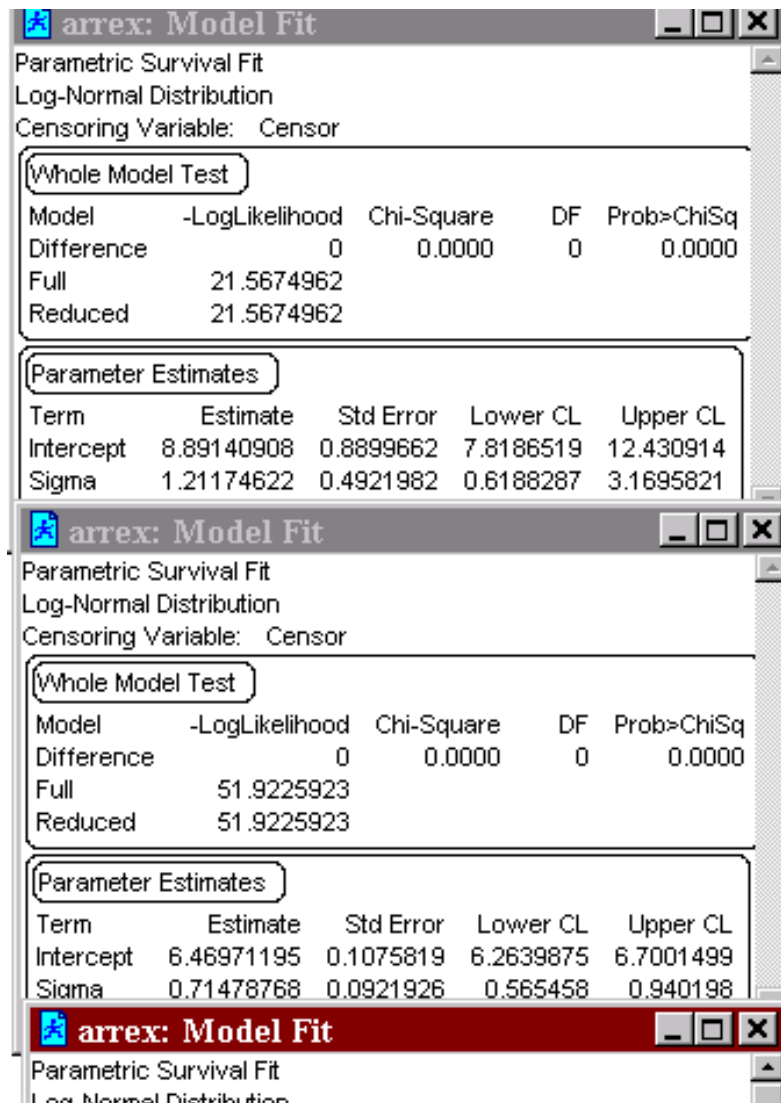 arrex: Model Fit
Parametric Survival Fit
Log-Normal Distribution
Censoring Variable: Censor
Whole Model Test
Model -LogLikelihood Chi-Square DF Prob>ChiSq
Difference 0 0.0000 0 0.0000
Full 21.5674962
Reduced 21.5674962
Parameter Estimates
Term Estimate Std Error Lower CL Upper CL
Intercept 8.89140908 0.8899662 7.8186519 12.430914
Sigma 1.21174622 0.4921982 0.6188287 3.1695821
arrex: Model Fit
Parametric Survival Fit
Log-Normal Distribution
Censoring Variable: Censor
Whole Model Test
Model -LogLikelihood Chi-Square DF Prob>ChiSq
Difference 0 0.0000 0 0.0000
Full 51.9225923
Reduced 51.9225923
Parameter Estimates
Term Estimate Std Error Lower CL Upper CL
Intercept 6.46971195 0.1075819 6.2639875 6.7001499
Sigma 0.71478768 0.0921926 0.565458 0.940198
arrex: Model Fit
Parametric Survival Fit
Log-Normal Distribution